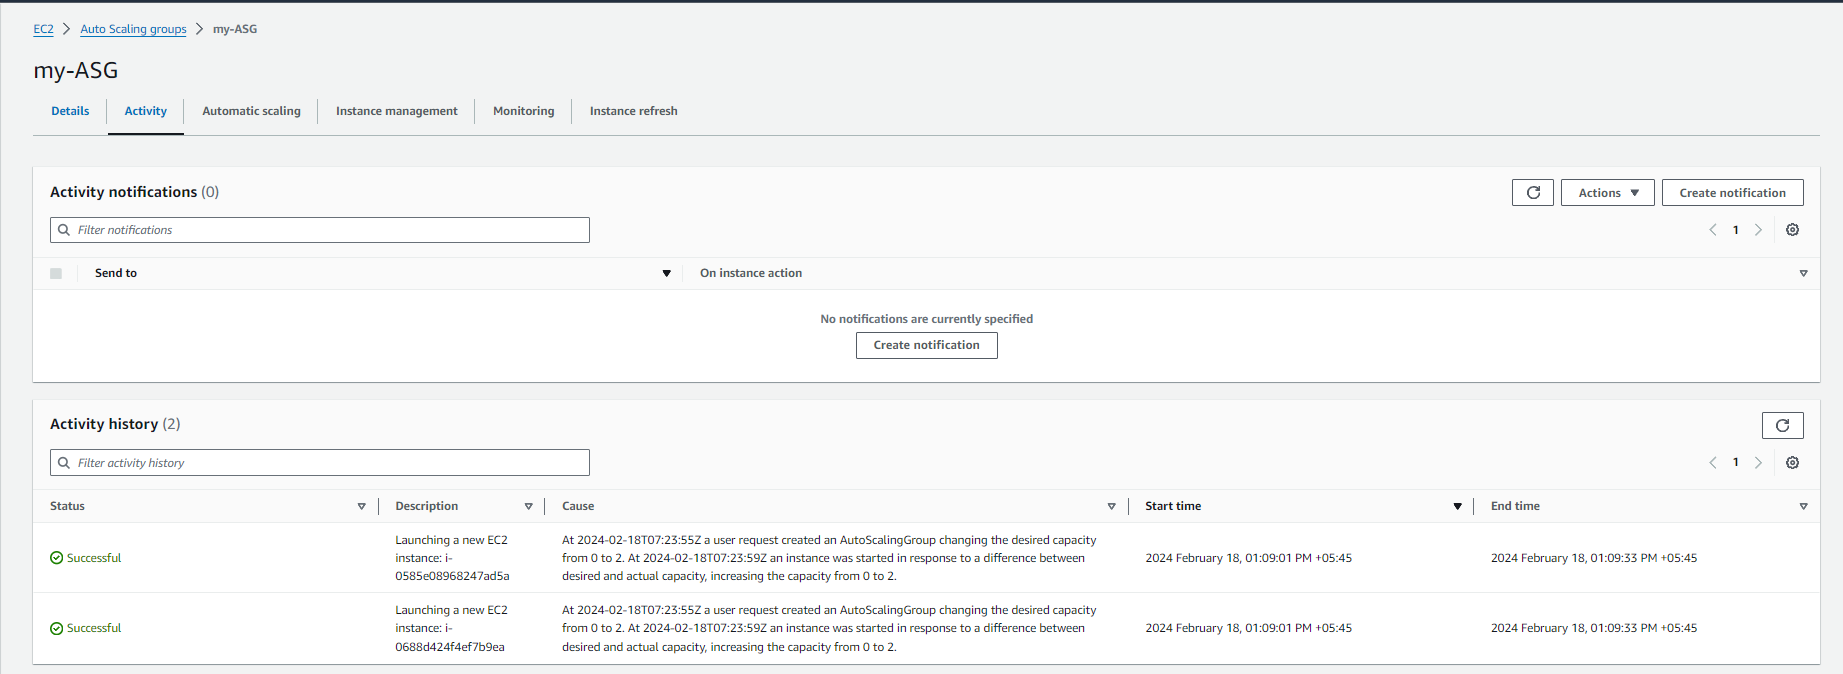 EC2 > Auto Scaling groups > my-ASG
my-ASG
Details Activity Automatic scaling Instance management Monitoring Instance refresh
Activity notifications (0) Actions Create notification
Filter notifications 1
Send to On instance action
No notifications are currently specified
Create notification
Activity history (2)
Filter activity history 1
Status Description Cause Start time End time
Successful
Launching a new EC2
instance: i-
0585e08968247ad5a
At 2024-02-18T07:23:55Z a user request created an AutoScalingGroup changing the desired capacity
from 0 to 2. At 2024-02-18T07:23:59Z an instance was started in response to a difference between
desired and actual capacity, increasing the capacity from 0 to 2.
2024 February 18, 01:09:01 PM +05:45
2024 February 18, 01:09:33 PM +05:45
Successful
Launching a new EC2
instance: i-
0688d424f4ef7b9ea
At 2024-02-18T07:23:55Z a user request created an AutoScalingGroup changing the desired capacity
from 0 to 2. At 2024-02-18T07:23:59Z an instance was started in response to a difference between
desired and actual capacity, increasing the capacity from 0 to 2.
2024 February 18, 01:09:01 PM +05:45
2024 February 18, 01:09:33 PM +05:45